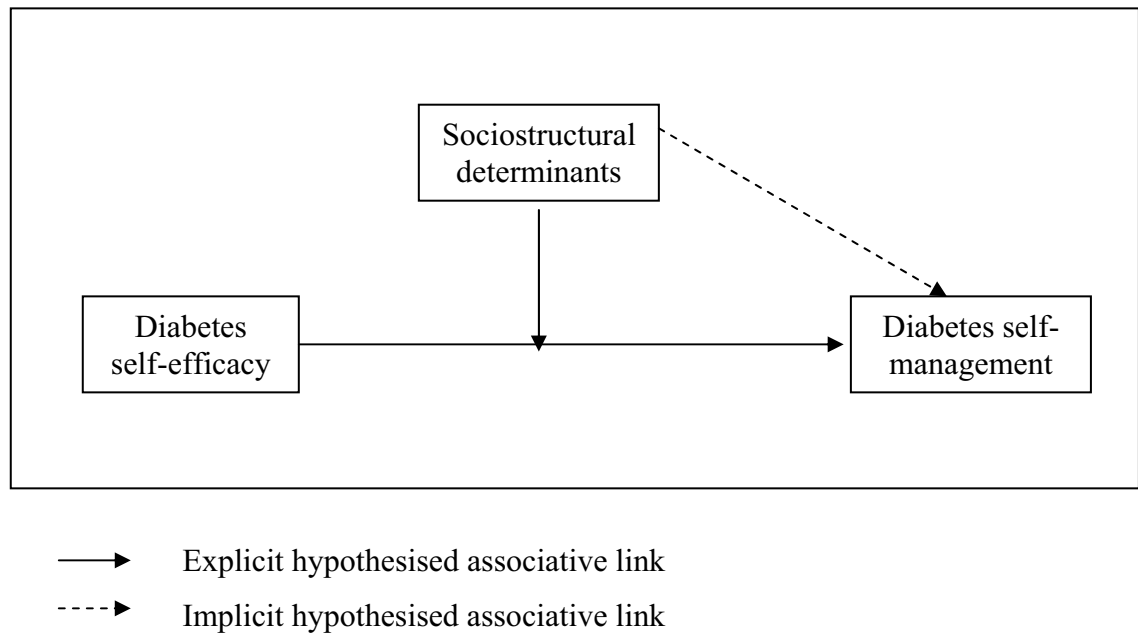 Sociostructural
determinants
Diabetes
self-efficacy
Diabetes self-
management
Explicit hypothesised associative link
Implicit hypothesised associative link